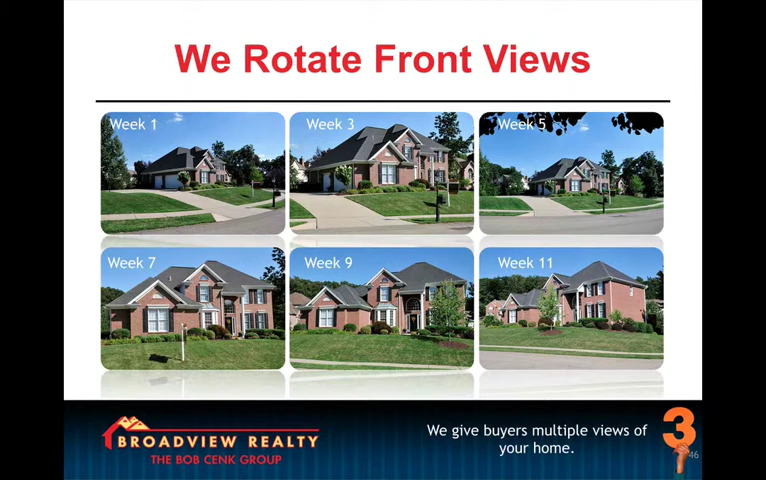 We Rotate Front Views
Week 1
Week 3
Week 5
Week 7
Week 9
Week 11
BROADVIEW REALTY
THE BOB CENK GROUP
We give buyers multiple views of
your home.
3
46